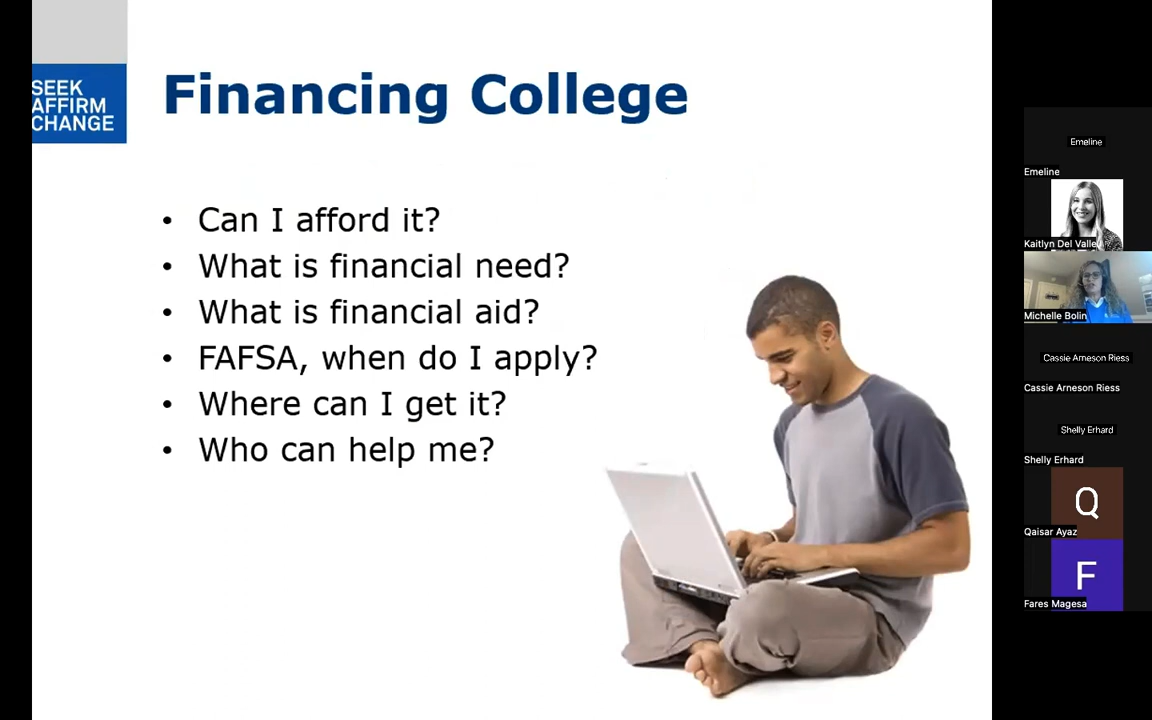 SEEK
AFFIRM
CHANGE
Financing College
• Can I afford it?
• What is financial need?
• What is financial aid?
• FAFSA, when do I apply?
• Where can I get it?
• Who can help me?
Emeline
Emeline
Kaitlyn Del Valle
Michelle Bolin
Cassie Arneson Riess
Cassie Arneson Riess
Shelly Erhard
Shelly Erhard
Q
Qaisar Ayaz
F
Fares Magesa